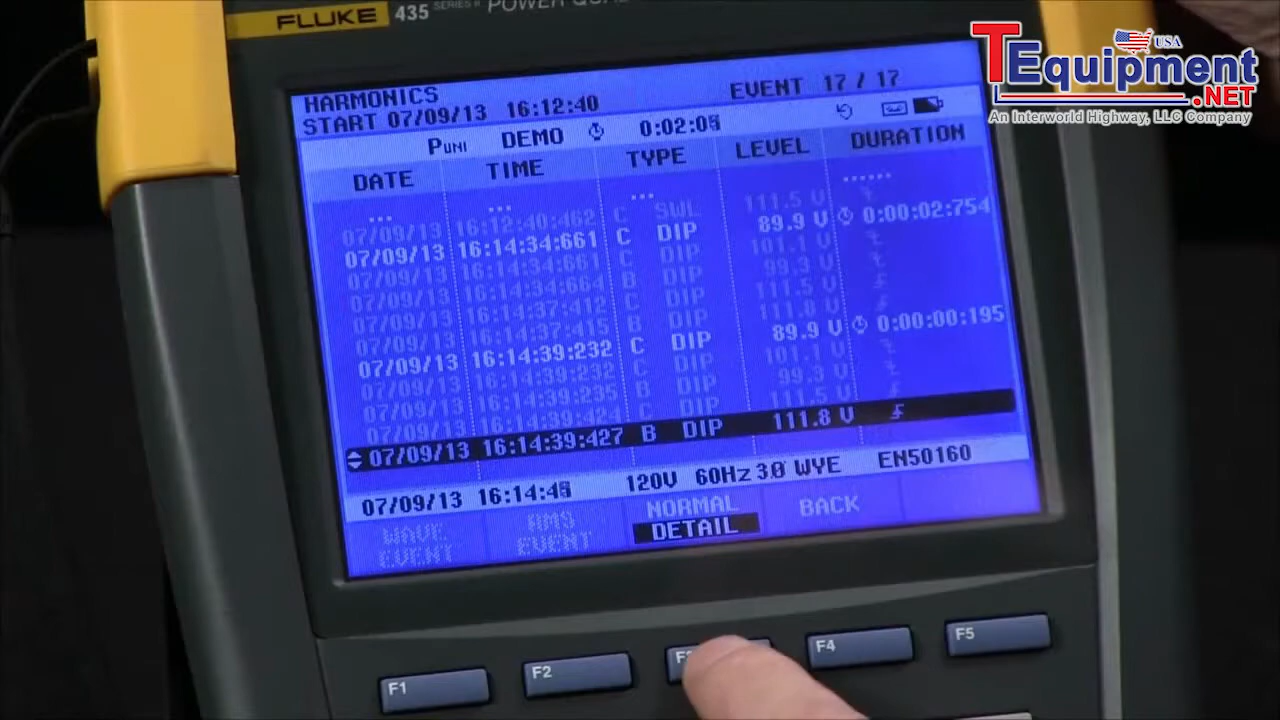 FLUKE 435 SERIES II POWER QUAL
TEquipment USA
.NET
An Interworld Highway, LLC Company
HARMONICS
START 07/09/13 16:12:40 EVENT 17 / 17
PUNI DEMO 0:02:05
DATE TIME TYPE LEVEL DURATION
... ... ... ......
07/09/13 16:12:40:462 C SWL 111.5 V
07/09/13 16:14:34:661 C DIP 89.9 V 0:00:02:754
07/09/13 16:14:34:661 C DIP 101.1 V
07/09/13 16:14:34:664 B DIP 99.3 V
07/09/13 16:14:37:412 C DIP 111.5 V
07/09/13 16:14:37:415 B DIP 111.8 V
07/09/13 16:14:39:232 C DIP 89.9 V 0:00:00:195
07/09/13 16:14:39:232 C DIP 101.1 V
07/09/13 16:14:39:235 B DIP 99.3 V
07/09/13 16:14:39:424 C DIP 111.5 V
07/09/13 16:14:39:427 B DIP 111.8 V
07/09/13 16:14:45 120V 60Hz 3Ø WYE EN50160
WAVE EVENT
RMS EVENT
NORMAL
DETAIL
BACK
F1 F2 F4 F5